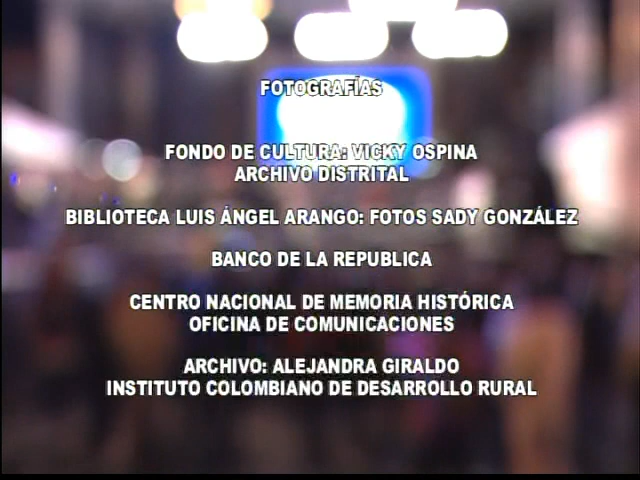 FOTOGRAFÍAS
FONDO DE CULTURA: VICKY OSPINA
ARCHIVO DISTRITAL
BIBLIOTECA LUIS ÁNGEL ARANGO: FOTOS SADY GONZÁLEZ
BANCO DE LA REPUBLICA
CENTRO NACIONAL DE MEMORIA HISTÓRICA
OFICINA DE COMUNICACIONES
ARCHIVO: ALEJANDRA GIRALDO
INSTITUTO COLOMBIANO DE DESARROLLO RURAL